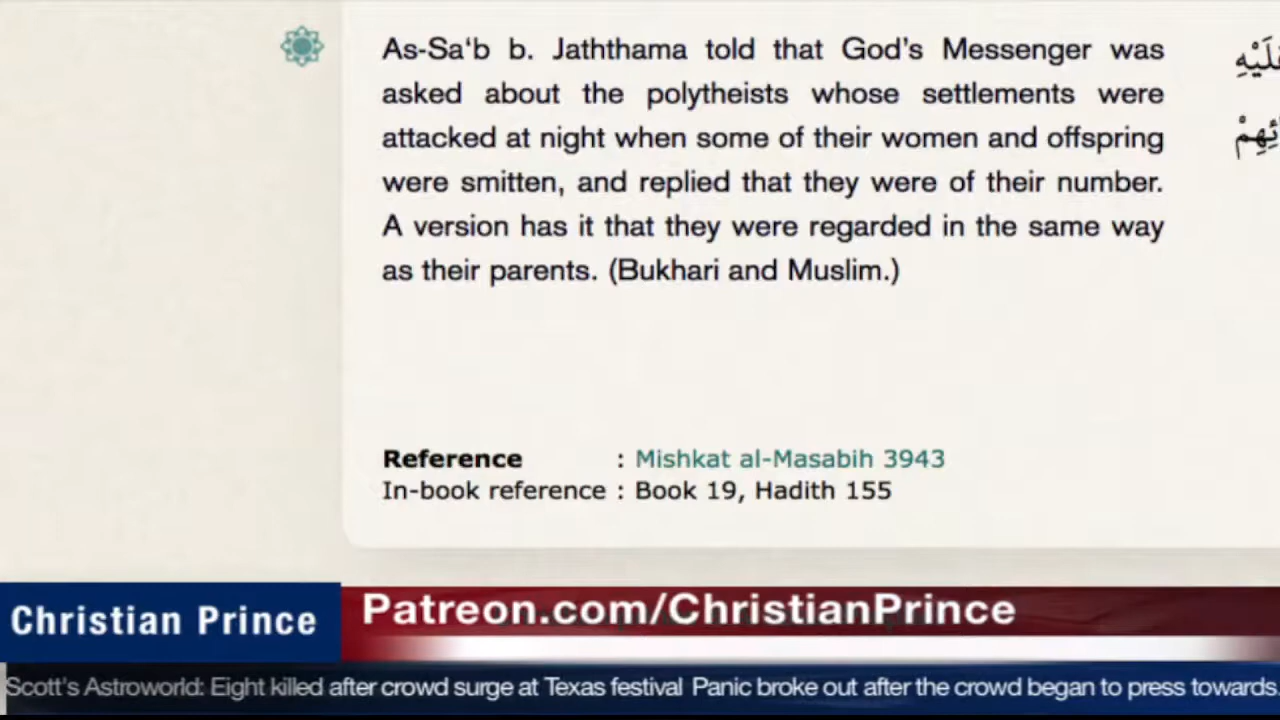 As-Sa‘b b. Jaththama told that God's Messenger was
asked about the polytheists whose settlements were
attacked at night when some of their women and offspring
were smitten, and replied that they were of their number.
A version has it that they were regarded in the same way
as their parents. (Bukhari and Muslim.)
Reference : Mishkat al-Masabih 3943
In-book reference : Book 19, Hadith 155
Christian Prince
Patreon.com/ChristianPrince
Scott's Astroworld: Eight killed after crowd surge at Texas festival Panic broke out after the crowd began to press towards